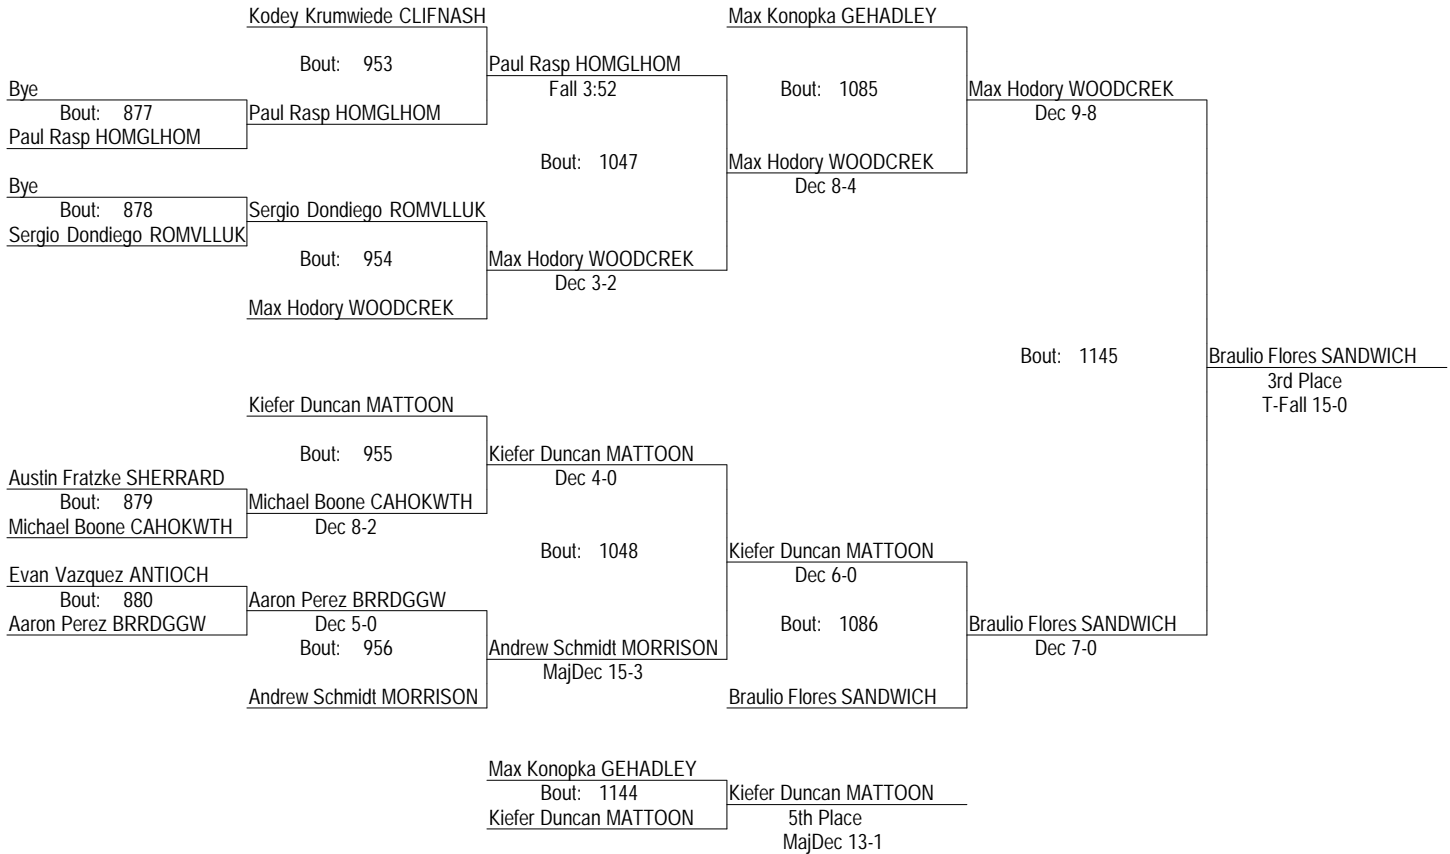 Kodey Krumwiede CLIFNASH
Max Konopka GEHADLEY
Bout: 953
Paul Rasp HOMGLHOM
Fall 3:52
Bout: 1085
Max Hodory WOODCREK
Dec 9-8
Bye
Bout: 877
Paul Rasp HOMGLHOM
Paul Rasp HOMGLHOM
Bout: 1047
Max Hodory WOODCREK
Dec 8-4
Bye
Bout: 878
Sergio Dondiego ROMVLLUK
Sergio Dondiego ROMVLLUK
Bout: 954
Max Hodory WOODCREK
Dec 3-2
Max Hodory WOODCREK
Bout: 1145
Braulio Flores SANDWICH
3rd Place
T-Fall 15-0
Kiefer Duncan MATTOON
Bout: 955
Kiefer Duncan MATTOON
Dec 4-0
Austin Fratzke SHERRARD
Bout: 879
Michael Boone CAHOKWTH
Michael Boone CAHOKWTH
Dec 8-2
Bout: 1048
Kiefer Duncan MATTOON
Dec 6-0
Evan Vazquez ANTIOCH
Bout: 880
Aaron Perez BRRDGGW
Aaron Perez BRRDGGW
Dec 5-0
Bout: 956
Andrew Schmidt MORRISON
MajDec 15-3
Bout: 1086
Braulio Flores SANDWICH
Dec 7-0
Andrew Schmidt MORRISON
Braulio Flores SANDWICH
Max Konopka GEHADLEY
Bout: 1144
Kiefer Duncan MATTOON
Kiefer Duncan MATTOON
5th Place
MajDec 13-1